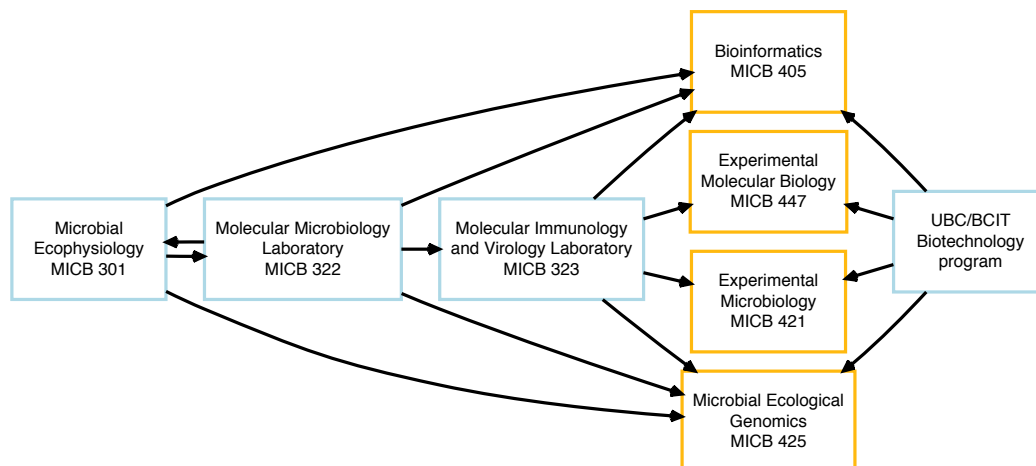 Bioinformatics
MICB 405
Experimental
Molecular Biology
MICB 447
Microbial
Ecophysiology
MICB 301
Molecular Microbiology
Laboratory
MICB 322
Molecular Immunology
and Virology Laboratory
MICB 323
UBC/BCIT
Biotechnology
program
Experimental
Microbiology
MICB 421
Microbial Ecological
Genomics
MICB 425